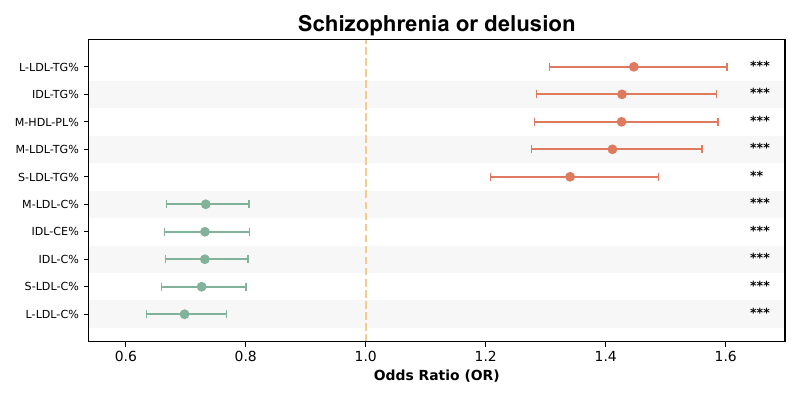 Schizophrenia or delusion
L-LDL-TG% ***
IDL-TG% ***
M-HDL-PL% ***
M-LDL-TG% ***
S-LDL-TG% **
M-LDL-C% ***
IDL-CE% ***
IDL-C% ***
S-LDL-C% ***
L-LDL-C% ***
0.6 0.8 1.0 1.2 1.4 1.6
Odds Ratio (OR)